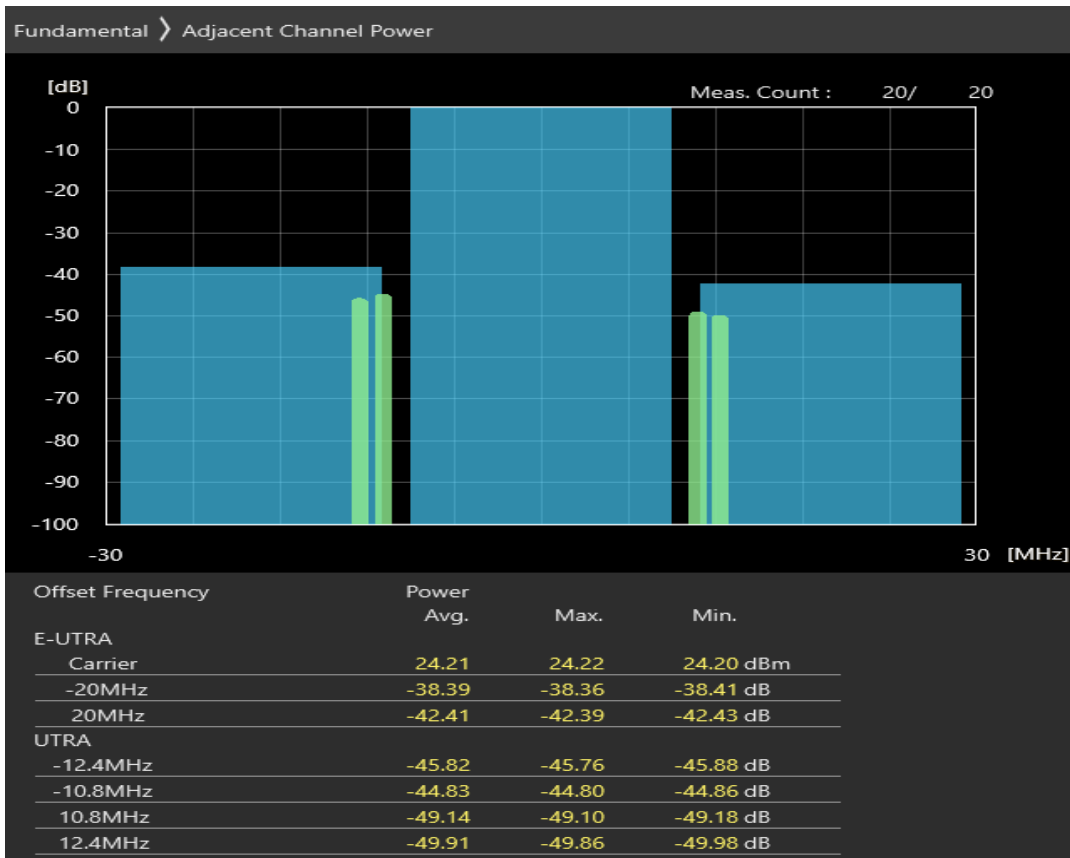 Fundamental 〉 Adjacent Channel Power
[dB]
Meas. Count : 20/ 20
0
-10
-20
-30
-40
-50
-60
-70
-80
-90
-100
-30 30 [MHz]
Offset Frequency Power
Avg. Max. Min.
E-UTRA
Carrier 24.21 24.22 24.20 dBm
-20MHz -38.39 -38.36 -38.41 dB
20MHz -42.41 -42.39 -42.43 dB
UTRA
-12.4MHz -45.82 -45.76 -45.88 dB
-10.8MHz -44.83 -44.80 -44.86 dB
10.8MHz -49.14 -49.10 -49.18 dB
12.4MHz -49.91 -49.86 -49.98 dB